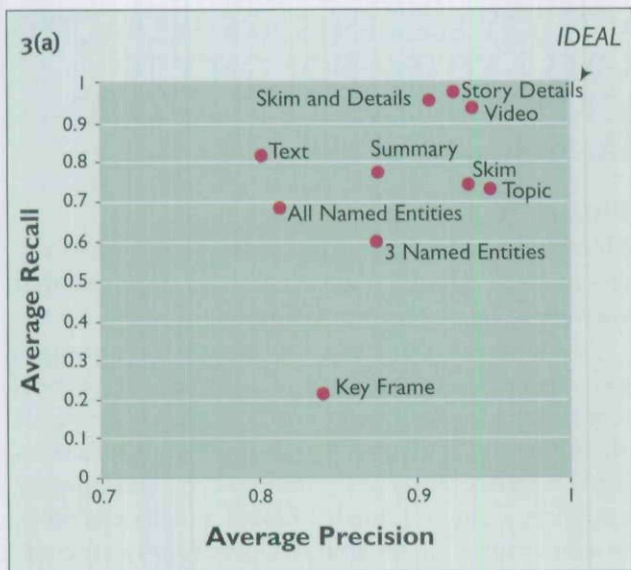 3(a)
IDEAL
1
0.9
0.8
0.7
0.6
0.5
0.4
0.3
0.2
0.1
0
Average Recall
Skim and Details
Story Details
Video
Text
Summary
Skim
Topic
All Named Entities
3 Named Entities
Key Frame
0.7
0.8
0.9
1
Average Precision